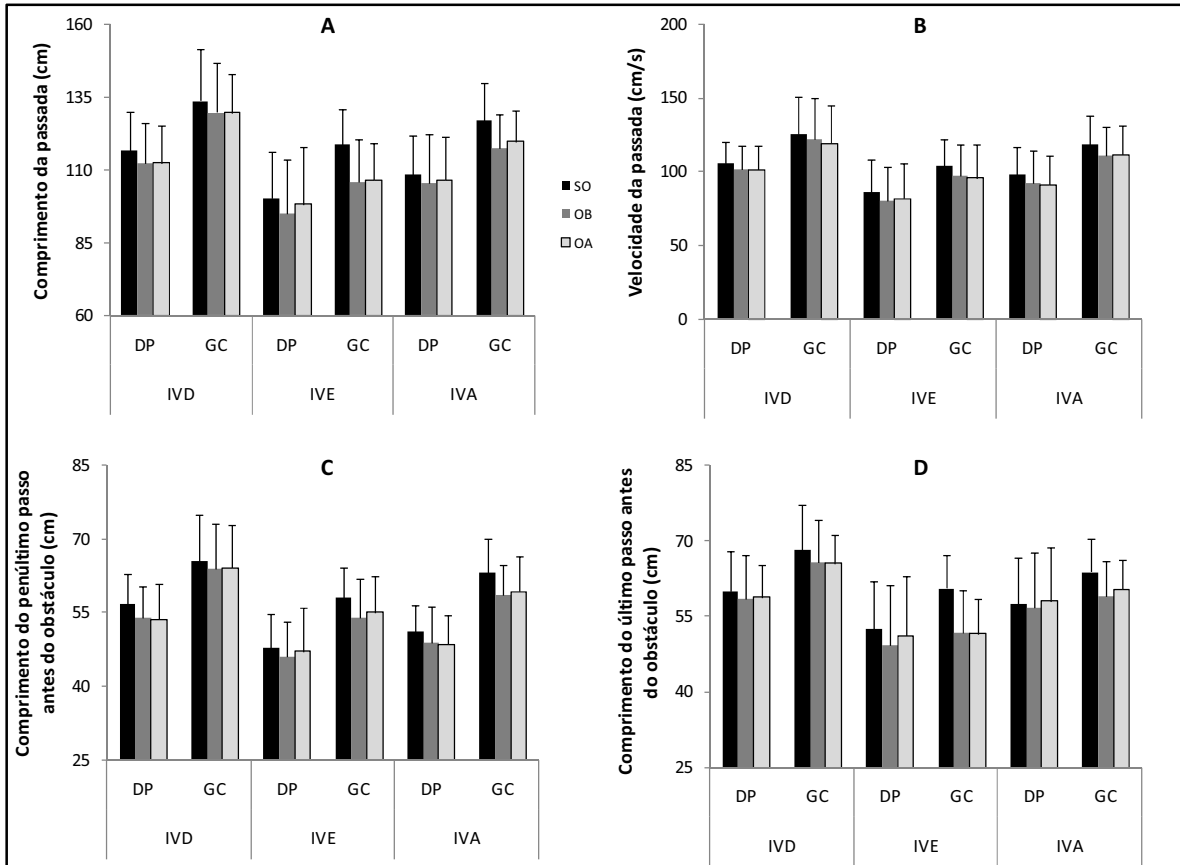 A
Comprimento da passada (cm)
160
135
110
85
60
DP GC DP GC DP GC
IVD IVE IVA
SO
OB
OA
B
Velocidade da passada (cm/s)
200
150
100
50
0
DP GC DP GC DP GC
IVD IVE IVA
C
Comprimento do penúltimo passo
antes do obstáculo (cm)
85
70
55
40
25
DP GC DP GC DP GC
IVD IVE IVA
D
Comprimento do último passo antes
do obstáculo (cm)
85
70
55
40
25
DP GC DP GC DP GC
IVD IVE IVA